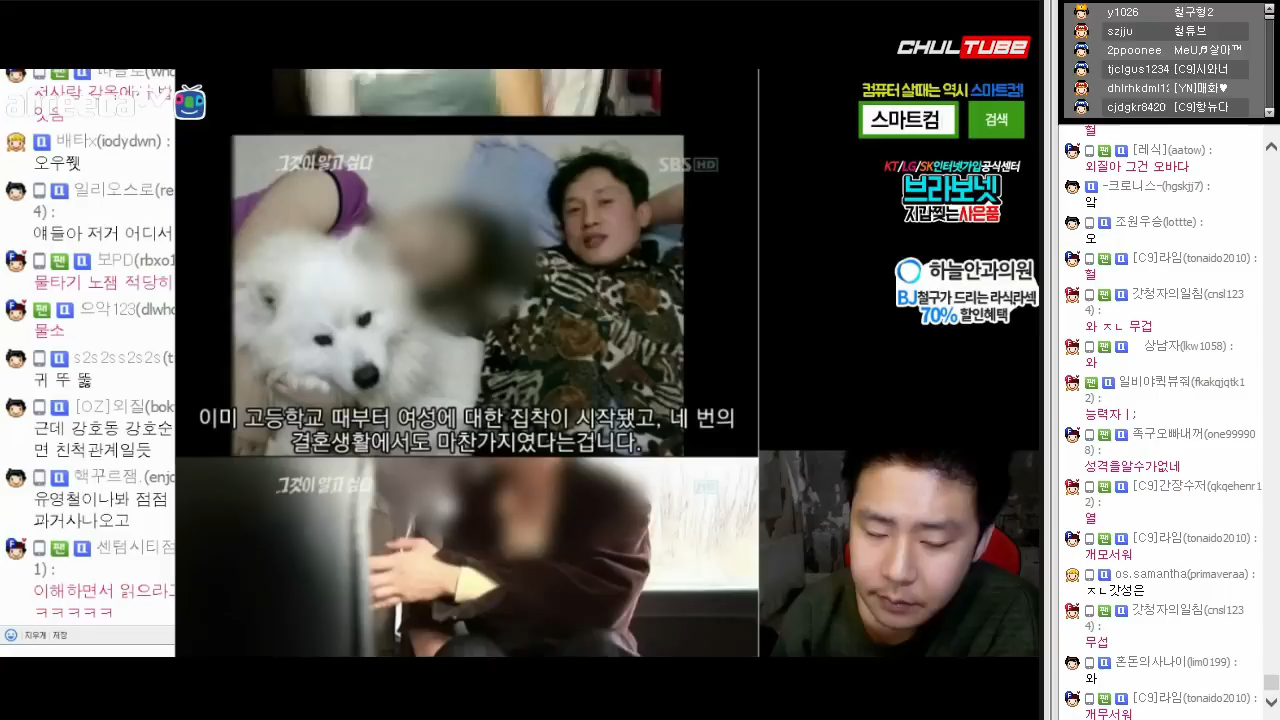 CHULTUBE
컴퓨터 살때는 역시 스마트컴!
스마트컴 검색
KT/LG/SK인터넷가입공식센터
브라보넷
지갑찢는사은품
하늘안과의원
BJ철구가 드리는 라식라섹
70% 할인혜택
그것이 알고 싶다
SBS HD
이미 고등학교 때부터 여성에 대한 집착이 시작됐고, 네 번의
결혼생활에서도 마찬가지였다는겁니다.
그것이 알고 싶다
배타x(iodydwn) :
오우쮓
일리오스로(re
4) :
얘들아 저거 어디서
보PD(rbxo1
물타기 노잼 적당히
으악123(dlwho
물소
s2s2ss2s2s(t
귀 뚜 뚫
[OZ]외질(bok
근데 강호동 강호순
면 친척관계일듯
핵꾸르잼,(enjo
유영철이나봐 점점
과거사나오고
센텀시티점
1) :
이해하면서 읽으라고
ㅋㅋㅋㅋㅋ
지우개 저장
y1026 철구형2
szjju 철튜브
2ppoonee MeU♬살마™
tjclgus1234 [C9]시와너
cjdgkr8420 [C9]핳뉴다
헐
[레식](aatow) :
외질아 그건 오바다
-크로니스-(hgskjj7) :
악
조원우승(lottte) :
오
[C9]라임(tonaido2010) :
헐
갓청자의일침(cnsl123
4) :
와 ㅈㄴ 무겁
상남자(lkw1058) :
와
일비야퀵뷰줘(fkakqjqtk1
2) :
능력자ㅣ;
족구오빠내꺼(one99990
8) :
성격을알수가없네
[C9]간장수저(qkqehenr1
2) :
열
[C9]라임(tonaido2010) :
개모서워
os.samantha(primaveraa) :
ㅈㄴ갓성은
갓청자의일침(cnsl123
4) :
무섭
혼돈의사나이(lim0199) :
와
[C9]라임(tonaido2010) :
개무서워